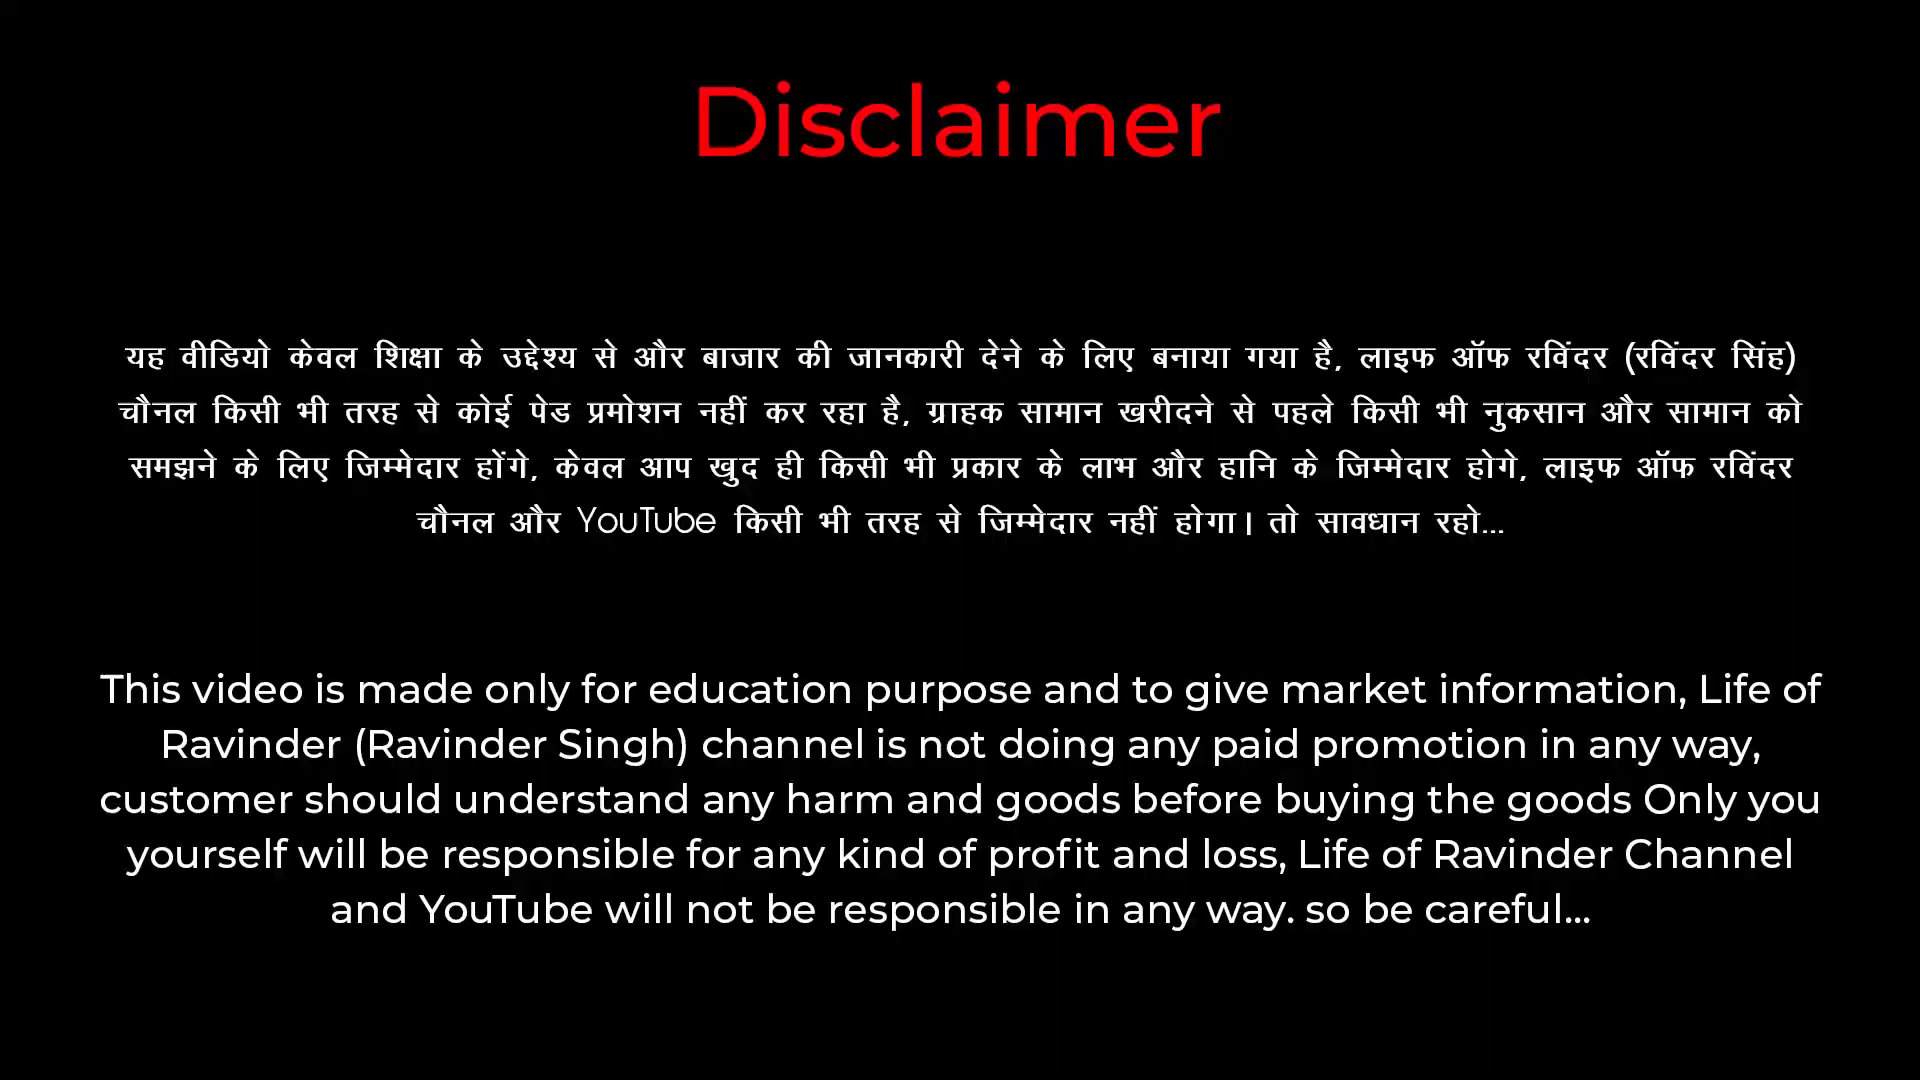 Disclaimer
यह वीडियो केवल शिक्षा के उद्देश्य से और बाजार की जानकारी देने के लिए बनाया गया है, लाइफ ऑफ रविंदर (रविंदर सिंह)
चौनल किसी भी तरह से कोई पेड प्रमोशन नहीं कर रहा है, ग्राहक सामान खरीदने से पहले किसी भी नुकसान और सामान को
समझने के लिए जिम्मेदार होंगे, केवल आप खुद ही किसी भी प्रकार के लाभ और हानि के जिम्मेदार होगे, लाइफ ऑफ रविंदर
चौनल और YouTube किसी भी तरह से जिम्मेदार नहीं होगा। तो सावधान रहो...
This video is made only for education purpose and to give market information, Life of
Ravinder (Ravinder Singh) channel is not doing any paid promotion in any way,
customer should understand any harm and goods before buying the goods Only you
yourself will be responsible for any kind of profit and loss, Life of Ravinder Channel
and YouTube will not be responsible in any way. so be careful...